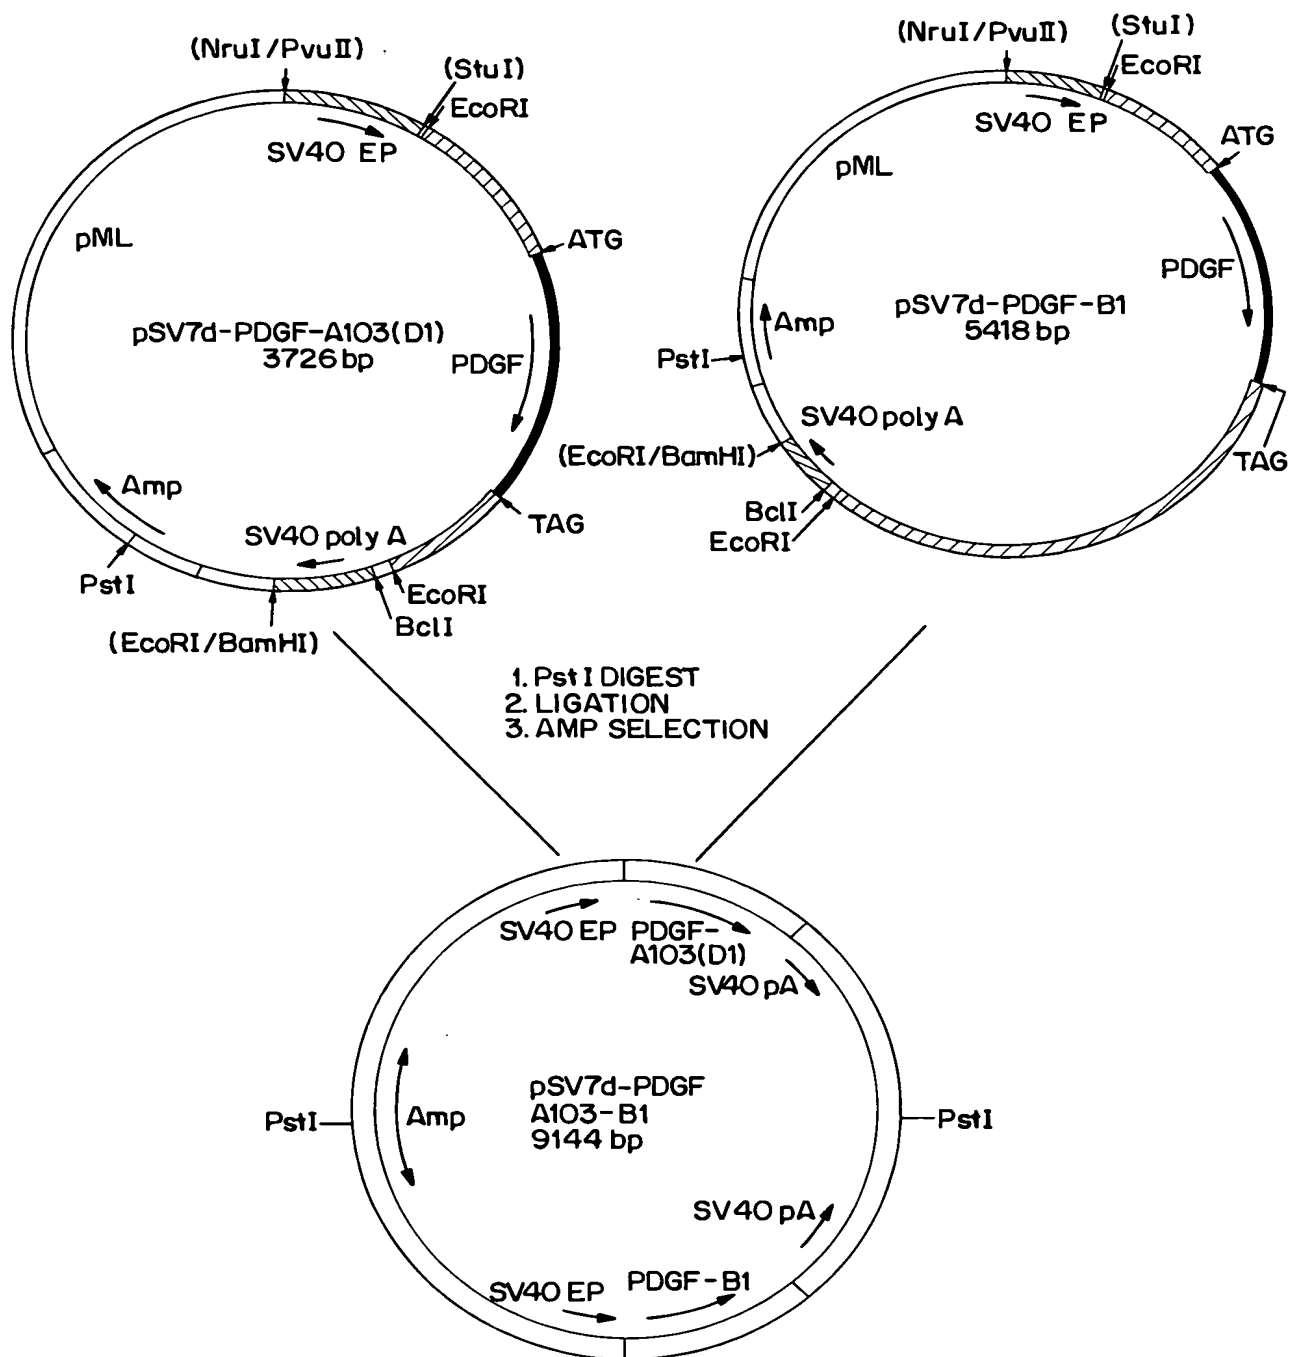 (NruI/PvuII)
(StuI)
EcoRI
SV40 EP
pML
ATG
pSV7d-PDGF-A103(D1)
3726 bp
PDGF
Amp
SV40 poly A
TAG
PstI
EcoRI
BclI
(EcoRI/BamHI)
(NruI/PvuII)
(StuI)
EcoRI
SV40 EP
ATG
pML
PDGF
pSV7d-PDGF-B1
5418 bp
Amp
PstI
SV40 poly A
(EcoRI/BamHI)
TAG
BclI
EcoRI
1. Pst I DIGEST
2. LIGATION
3. AMP SELECTION
SV40 EP
PDGF-
A103(D1)
SV40 pA
PstI
Amp
pSV7d-PDGF
A103-B1
9144 bp
PstI
SV40 pA
SV40 EP
PDGF-B1